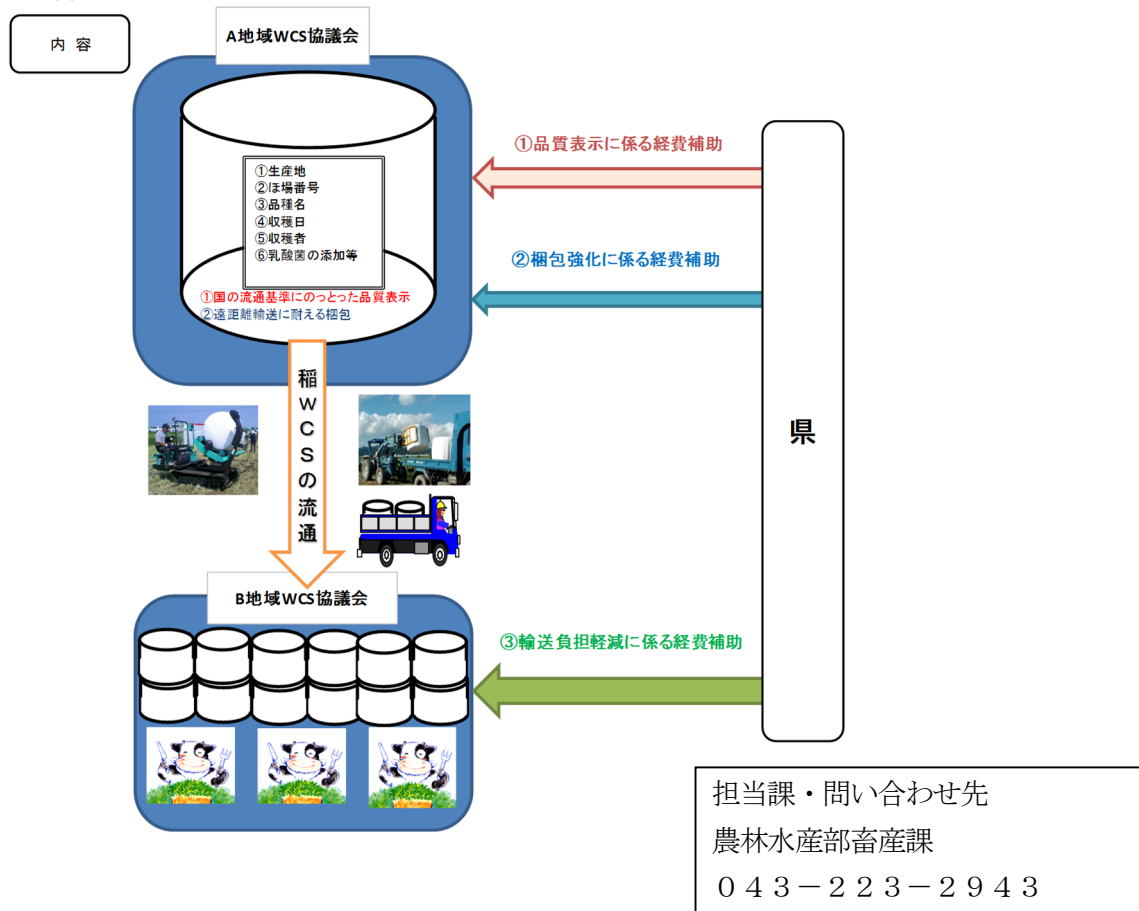 内 容
A地域WCS協議会
①生産地
②ほ場番号
③品種名
④収穫日
⑤収穫者
⑥乳酸菌の添加等
①国の流通基準にのっとった品質表示
②遠距離輸送に耐える梱包
①品質表示に係る経費補助
②梱包強化に係る経費補助
県
稲WCSの流通
B地域WCS協議会
③輸送負担軽減に係る経費補助
担当課・問い合わせ先
農林水産部畜産課
０４３－２２３－２９４３